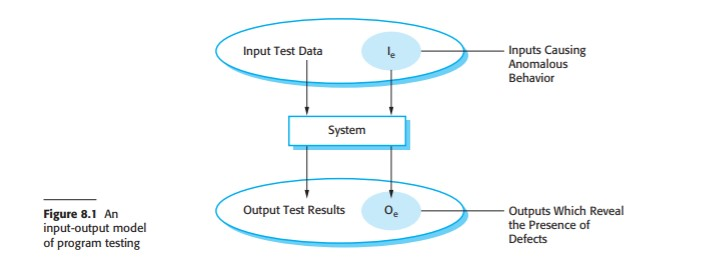 Input Test Data
Ie
Inputs Causing
Anomalous
Behavior
System
Output Test Results
Oe
Outputs Which Reveal
the Presence of
Defects
Figure 8.1 An
input-output model
of program testing